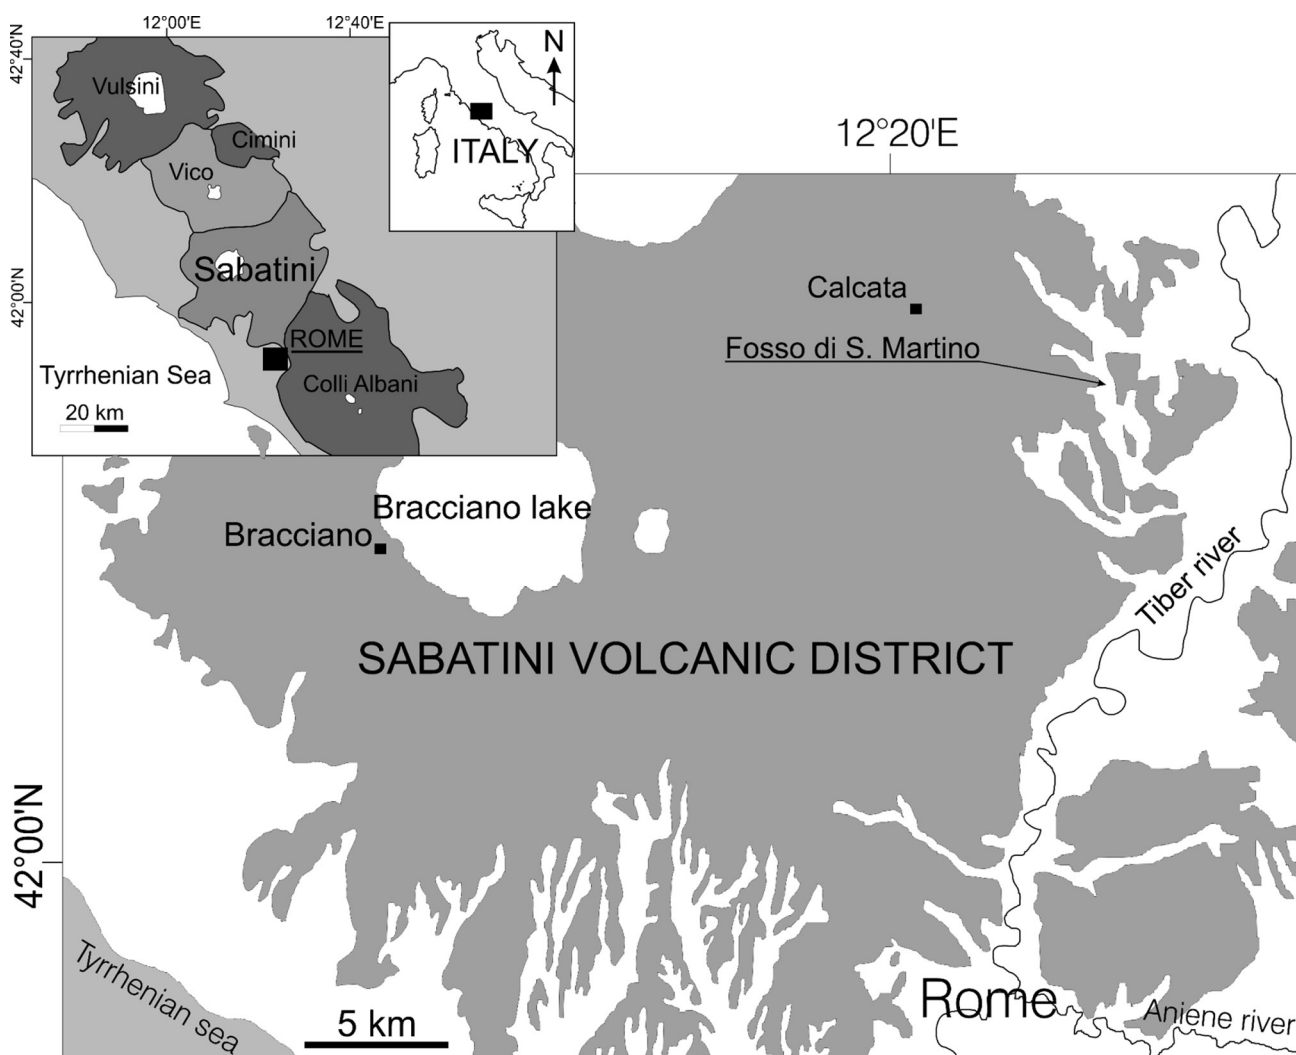 12°00'E
12°40'E
42°40'N
Vulsini
Cimini
Vico
Sabatini
42°00'N
ROME
Colli Albani
Tyrrhenian Sea
20 km
N
ITALY
12°20'E
Calcata
Fosso di S. Martino
Bracciano lake
Bracciano
Tiber river
SABATINI VOLCANIC DISTRICT
42°00'N
Tyrrhenian sea
5 km
Rome
Aniene river